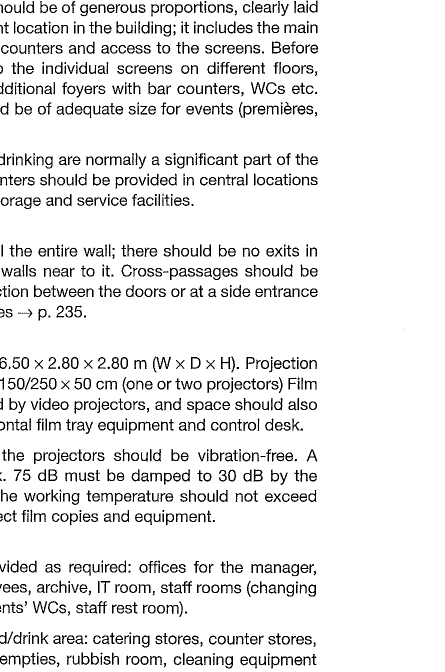 ould be of generous proportions, clearly laid
nt location in the building; it includes the main
counters and access to the screens. Before
the individual screens on different floors,
dditional foyers with bar counters, WCs etc.
d be of adequate size for events (premières,
drinking are normally a significant part of the
nters should be provided in central locations
orage and service facilities.
l the entire wall; there should be no exits in
walls near to it. Cross-passages should be
ction between the doors or at a side entrance
es → p. 235.
6.50 × 2.80 × 2.80 m (W × D × H). Projection
150/250 × 50 cm (one or two projectors) Film
d by video projectors, and space should also
ontal film tray equipment and control desk.
the projectors should be vibration-free. A
. 75 dB must be damped to 30 dB by the
he working temperature should not exceed
ect film copies and equipment.
vided as required: offices for the manager,
yees, archive, IT room, staff rooms (changing
ents' WCs, staff rest room).
d/drink area: catering stores, counter stores,
empties, rubbish room, cleaning equipment